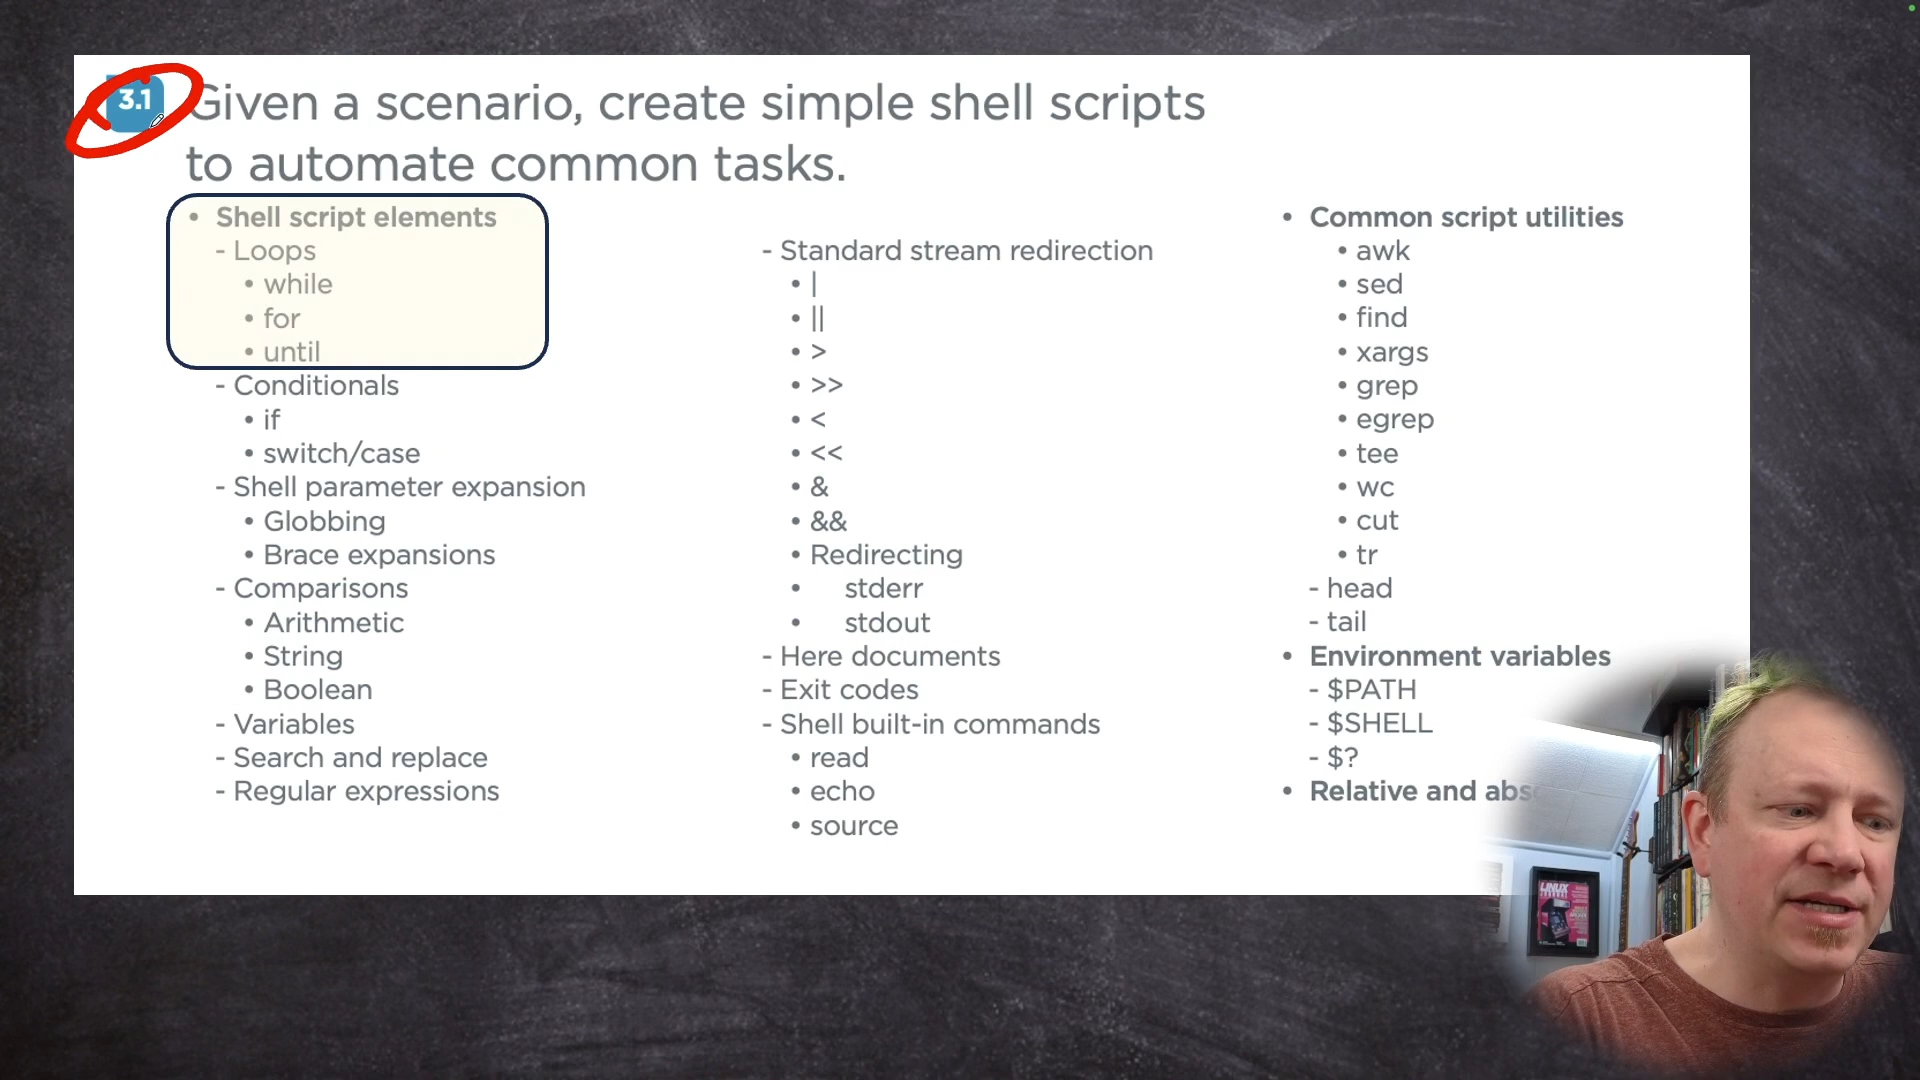 3.1 Given a scenario, create simple shell scripts
to automate common tasks.
• Shell script elements
- Loops
• while
• for
• until
- Conditionals
• if
• switch/case
- Shell parameter expansion
• Globbing
• Brace expansions
- Comparisons
• Arithmetic
• String
• Boolean
- Variables
- Search and replace
- Regular expressions
- Standard stream redirection
• |
• ||
• >
• >>
• <
• <<
• &
• &&
• Redirecting
• stderr
• stdout
- Here documents
- Exit codes
- Shell built-in commands
• read
• echo
• source
• Common script utilities
• awk
• sed
• find
• xargs
• grep
• egrep
• tee
• wc
• cut
• tr
- head
- tail
• Environment variables
- $PATH
- $SHELL
- $?
• Relative and
LINUX